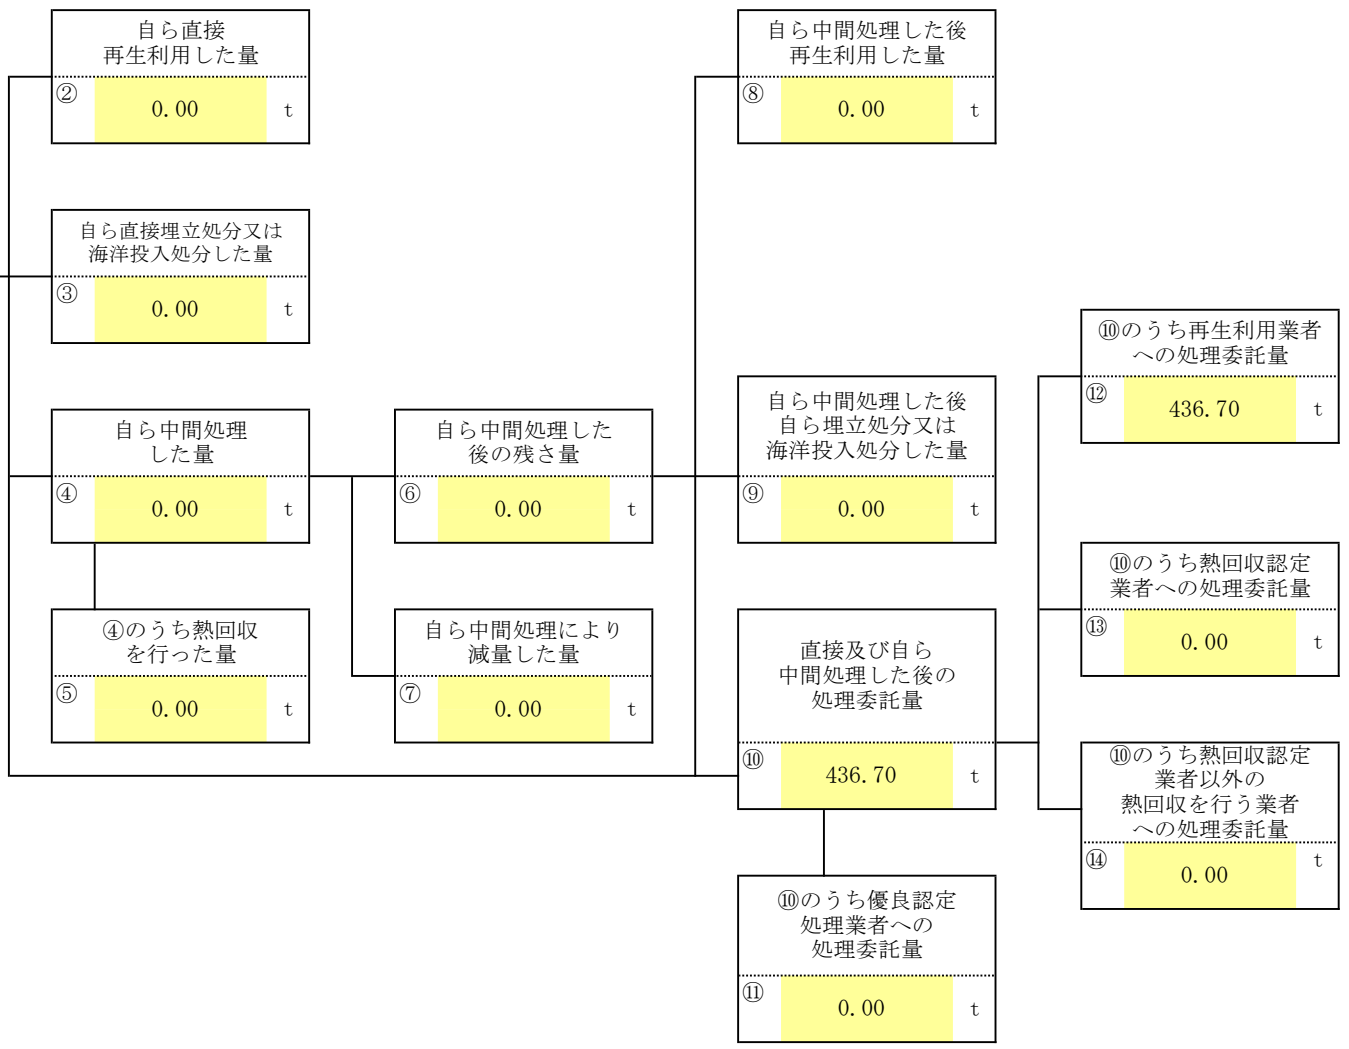 自ら直接
再生利用した量
②
0.00
t
自ら中間処理した後
再生利用した量
⑧
0.00
t
自ら直接埋立処分又は
海洋投入処分した量
③
0.00
t
⑩のうち再生利用業者
への処理委託量
⑫
436.70
t
自ら中間処理
した量
④
0.00
t
自ら中間処理した
後の残さ量
⑥
0.00
t
自ら中間処理した後
自ら埋立処分又は
海洋投入処分した量
⑨
0.00
t
⑩のうち熱回収認定
業者への処理委託量
⑬
0.00
t
④のうち熱回収
を行った量
⑤
0.00
t
自ら中間処理により
減量した量
⑦
0.00
t
直接及び自ら
中間処理した後の
処理委託量
⑩
436.70
t
⑩のうち熱回収認定
業者以外の
熱回収を行う業者
への処理委託量
⑭
0.00
t
⑩のうち優良認定
処理業者への
処理委託量
⑪
0.00
t